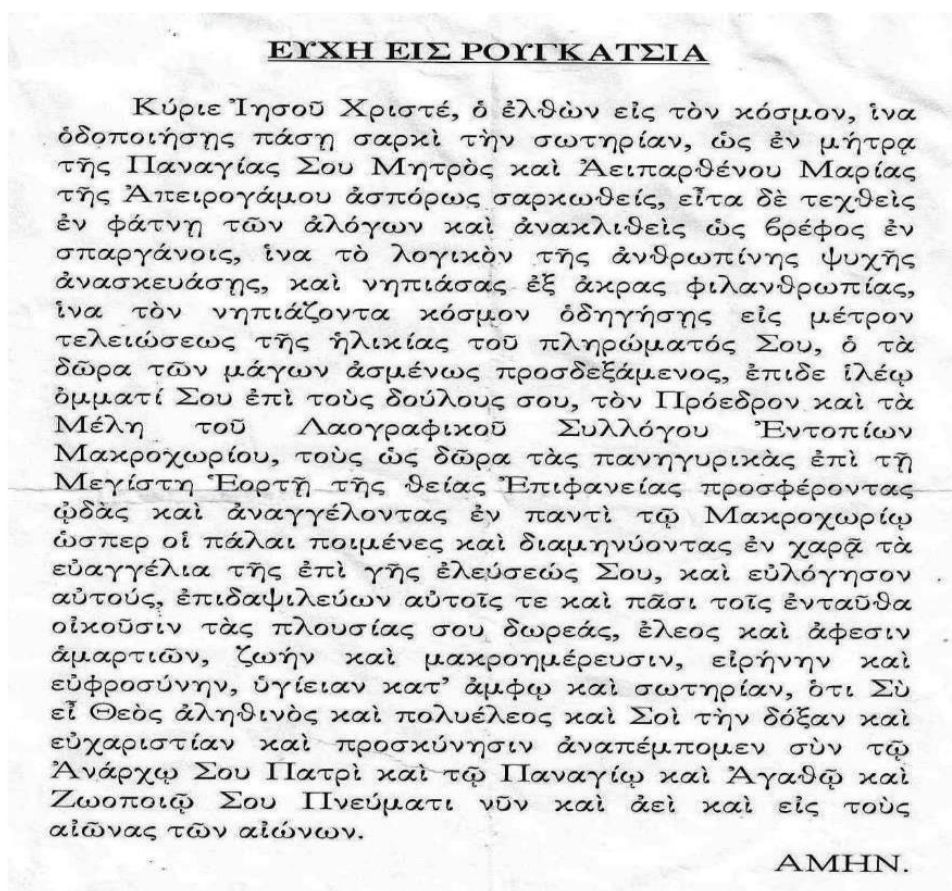 ΕΥΧΗ ΕΙΣ ΡΟΥΓΚΑΤΣΙΑ
Κύριε Ἰησοῦ Χριστέ, ὁ ἐλθὼν εἰς τὸν κόσμον, ἵνα
ὁδοποιήσῃς πάσῃ σαρκὶ τὴν σωτηρίαν, ὡς ἐν μήτρᾳ
τῆς Παναγίας Σου Μητρὸς καὶ Ἀειπαρθένου Μαρίας
τῆς Ἀπειρογάμου ἀσπόρως σαρκωθείς, εἶτα δὲ τεχθεὶς
ἐν φάτνῃ τῶν ἀλόγων καὶ ἀνακλιθεὶς ὡς βρέφος ἐν
σπαργάνοις, ἵνα τὸ λογικὸν τῆς ἀνθρωπίνης ψυχῆς
ἀνασκευάσῃς, καὶ νηπιάσας ἐξ ἄκρας φιλανθρωπίας,
ἵνα τὸν νηπιάζοντα κόσμον ὁδηγήσῃς εἰς μέτρον
τελειώσεως τῆς ἡλικίας τοῦ πληρώματός Σου, ὁ τὰ
δῶρα τῶν μάγων ἀσμένως προσδεξάμενος, ἔπιδε ἱλέῳ
ὄμματί Σου ἐπὶ τοὺς δούλους σου, τὸν Πρόεδρον καὶ τὰ
Μέλη τοῦ Λαογραφικοῦ Συλλόγου Ἐντοπίων
Μακροχωρίου, τοὺς ὡς δῶρα τὰς πανηγυρικὰς ἐπὶ τῇ
Μεγίστῃ Ἑορτῇ τῆς θείας Ἐπιφανείας προσφέροντας
ᾠδὰς καὶ ἀναγγέλοντας ἐν παντὶ τῷ Μακροχωρίῳ
ὥσπερ οἱ πάλαι ποιμένες καὶ διαμηνύοντας ἐν χαρᾷ τὰ
εὐαγγέλια τῆς ἐπὶ γῆς ἐλεύσεώς Σου, καὶ εὐλόγησον
αὐτούς, ἐπιδαψιλεύων αὐτοῖς τε καὶ πᾶσι τοῖς ἐνταῦθα
οἰκοῦσιν τὰς πλουσίας σου δωρεάς, ἔλεος καὶ ἄφεσιν
ἁμαρτιῶν, ζωήν καὶ μακροημέρευσιν, εἰρήνην καὶ
εὐφροσύνην, ὑγίειαν κατ' ἄμφω καὶ σωτηρίαν, ὅτι Σὺ
εἶ Θεὸς ἀληθινὸς καὶ πολυέλεος καὶ Σοὶ τὴν δόξαν καὶ
εὐχαριστίαν καὶ προσκύνησιν ἀναπέμπομεν σὺν τῷ
Ἀνάρχῳ Σου Πατρὶ καὶ τῷ Παναγίῳ καὶ Ἀγαθῷ καὶ
Ζωοποιῷ Σου Πνεύματι νῦν καὶ ἀεὶ καὶ εἰς τοὺς
αἰῶνας τῶν αἰώνων.
ΑΜΗΝ.